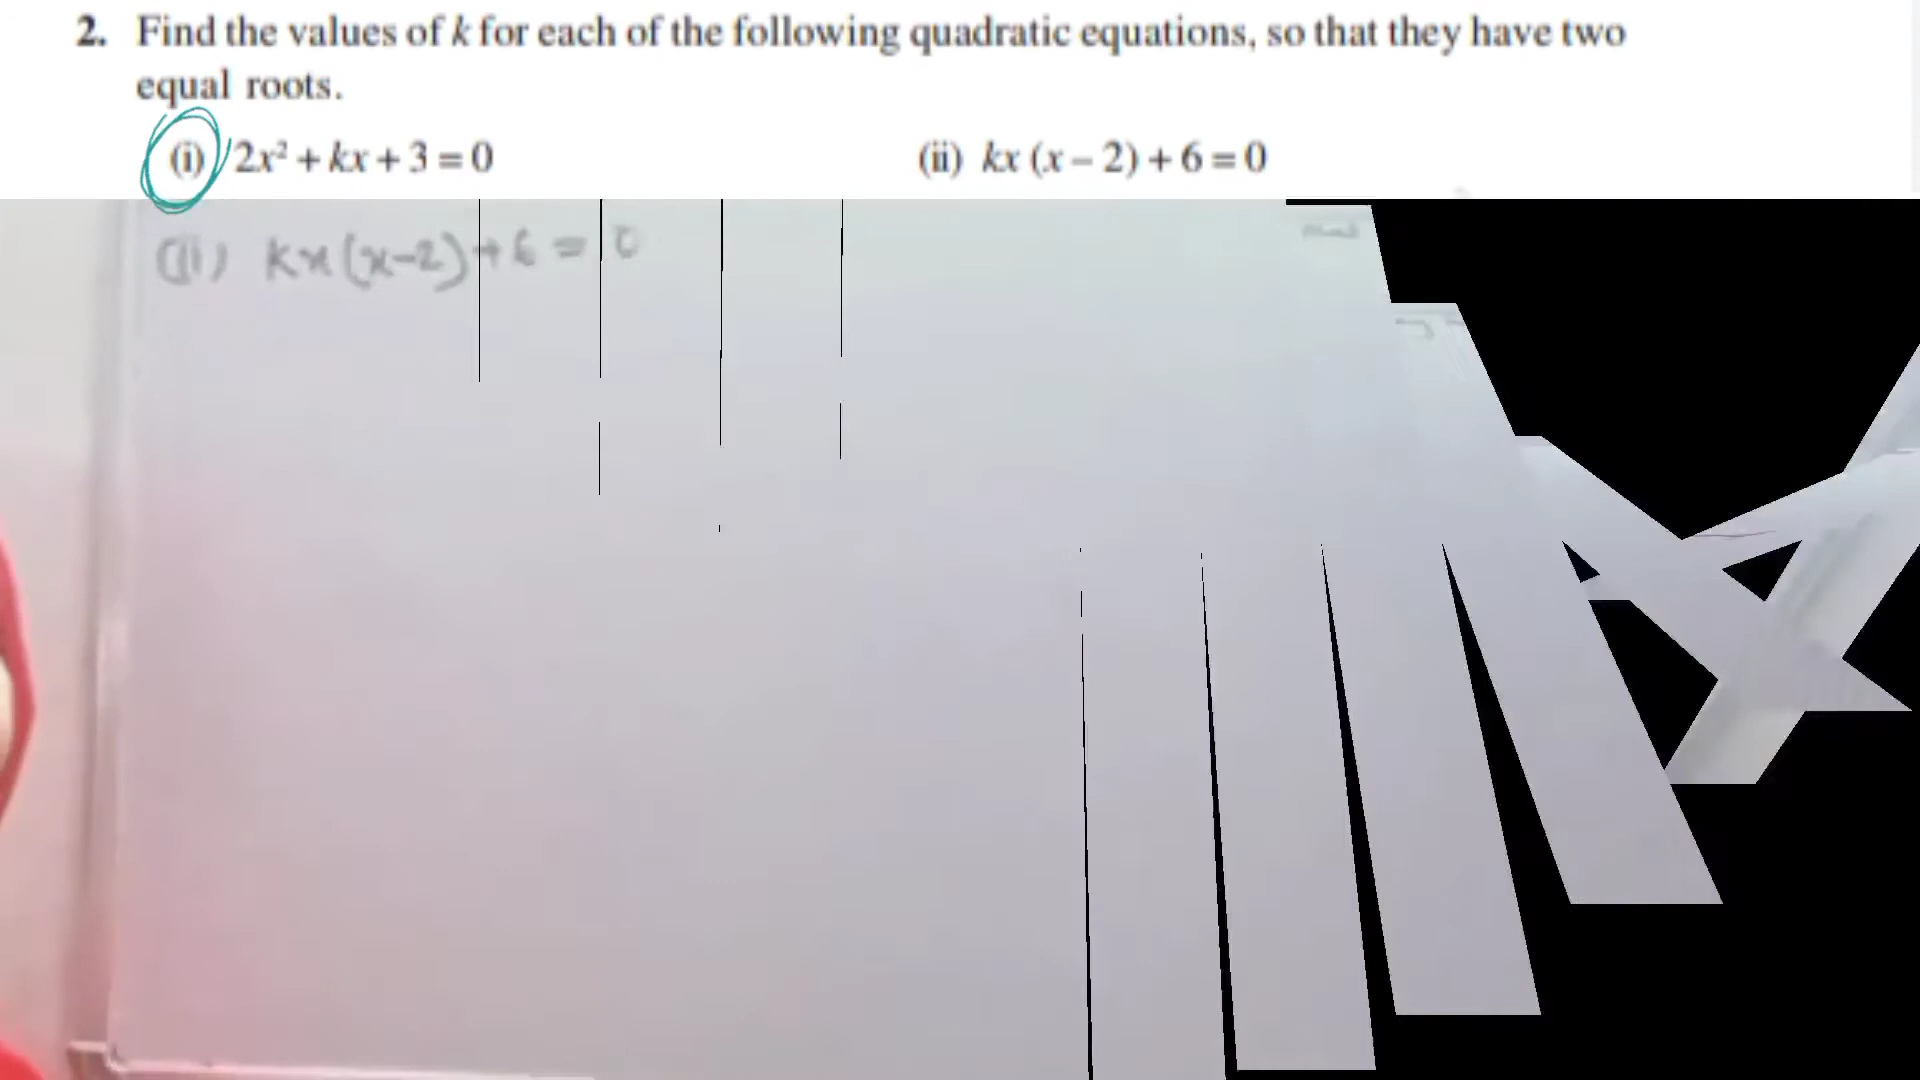 2. Find the values of k for each of the following quadratic equations, so that they have two
equal roots.
(i) 2x² + kx + 3 = 0 (ii) kx (x – 2) + 6 = 0
(ii) kx(x-2)+6 = 0